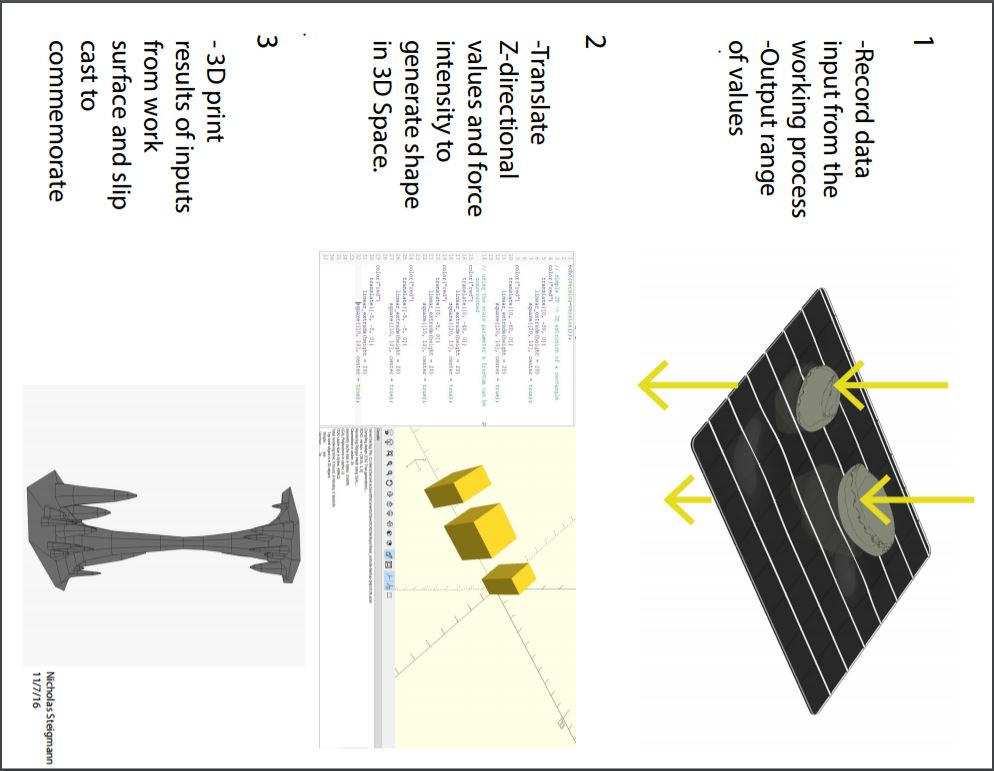 1
-Record data
input from the
working process
-Output range
of values
2
-Translate
Z-directional
values and force
intensity to
generate shape
in 3D Space.
echo(version=version());
// simple 2D -> 3D extrusion of a rectangle
color("red")
translate([0, -30, 0])
linear_extrude(height = 20)
square([20, 10], center = true);
color("red")
translate([0, -60, 0])
linear_extrude(height = 20)
square([20, 10], center = true);
// using the scale parameter a frustum can be
constructed
color("red")
translate([0, -45, 0])
linear_extrude(height = 20)
square([20, 10], center = true);
color("red")
translate([0, -5, 0])
linear_extrude(height = 20)
square([10, 10], center = true);
color("red")
translate([-5, -5, 0])
linear_extrude(height = 20)
square([10, 10], center = true);
color("red")
translate([-5, -5, 0])
linear_extrude(height = 20)
square([10, 10], center = true);
3
- 3D print
results of inputs
from work
surface and slip
cast to
commemorate
Nicholas Steigmann
11/7/16